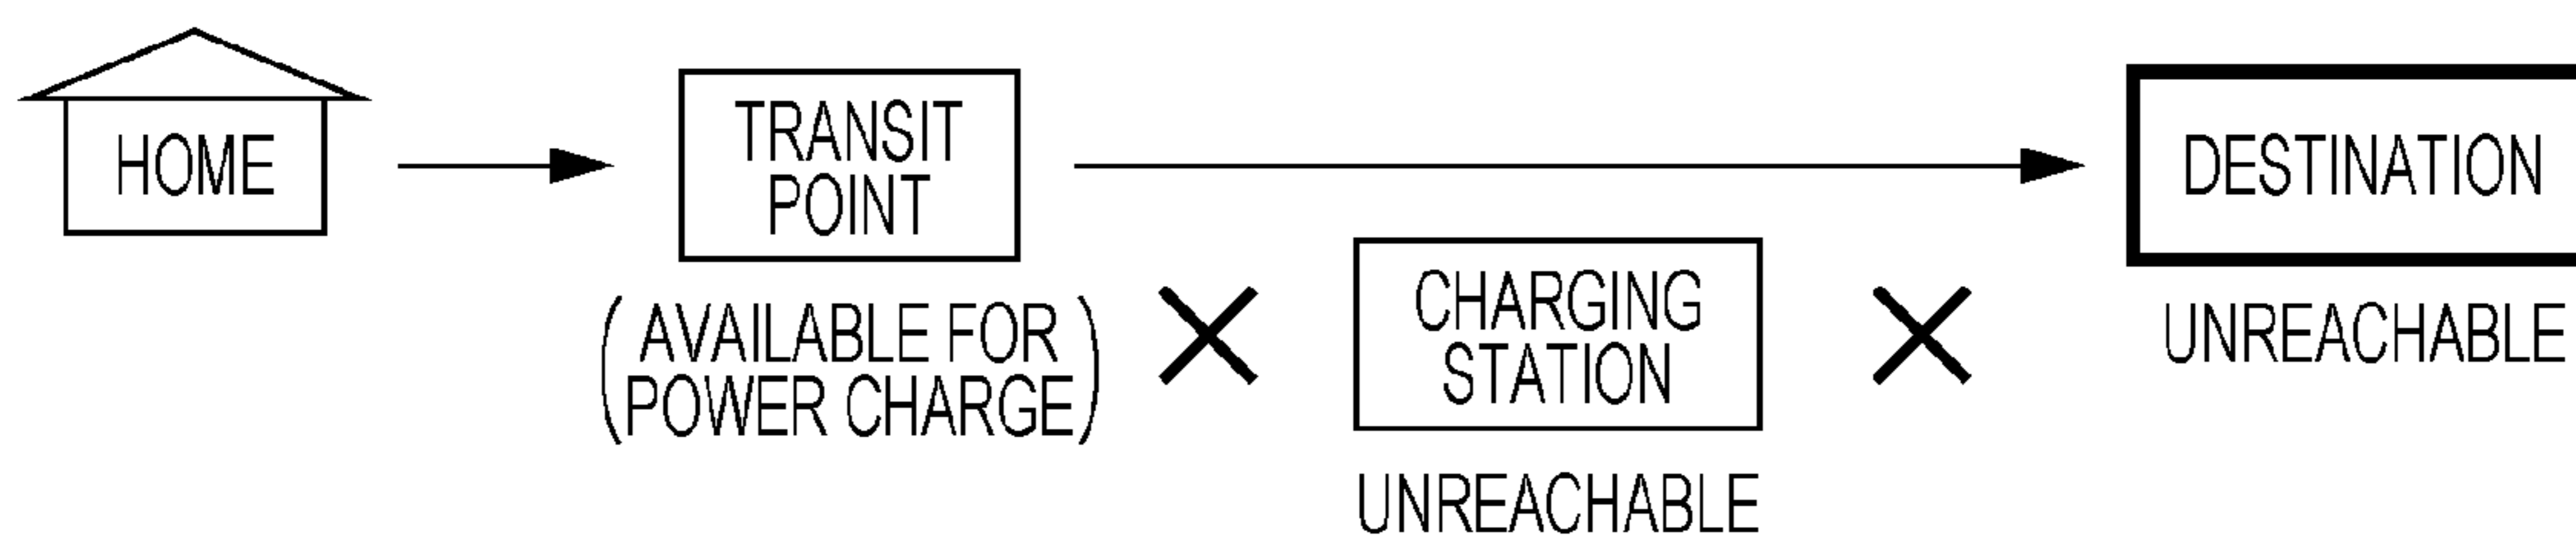 HOME
TRANSIT
POINT
(AVAILABLE FOR
POWER CHARGE)
CHARGING
STATION
UNREACHABLE
DESTINATION
UNREACHABLE